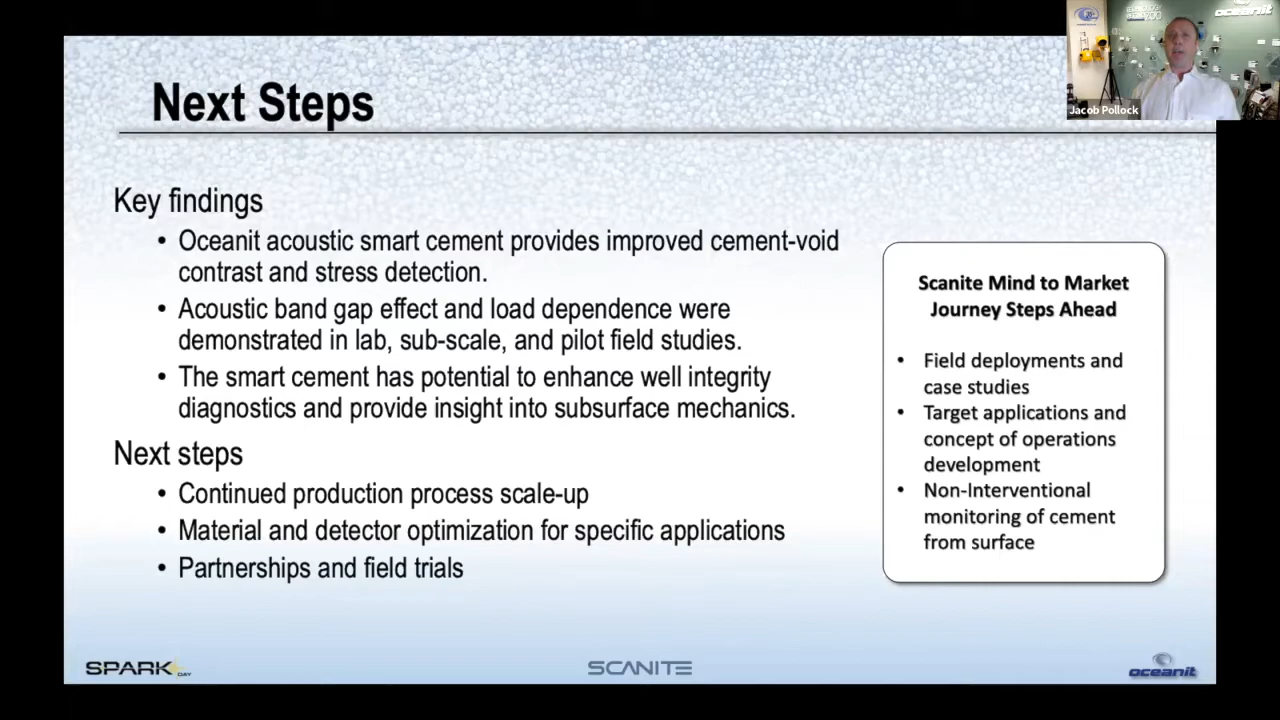 Next Steps
oceanit
Jacob Pollock
Key findings
• Oceanit acoustic smart cement provides improved cement-void
contrast and stress detection.
• Acoustic band gap effect and load dependence were
demonstrated in lab, sub-scale, and pilot field studies.
• The smart cement has potential to enhance well integrity
diagnostics and provide insight into subsurface mechanics.
Next steps
• Continued production process scale-up
• Material and detector optimization for specific applications
• Partnerships and field trials
Scanite Mind to Market
Journey Steps Ahead
• Field deployments and
case studies
• Target applications and
concept of operations
development
• Non-Interventional
monitoring of cement
from surface
SPARK DAY
SCANITE
oceanit